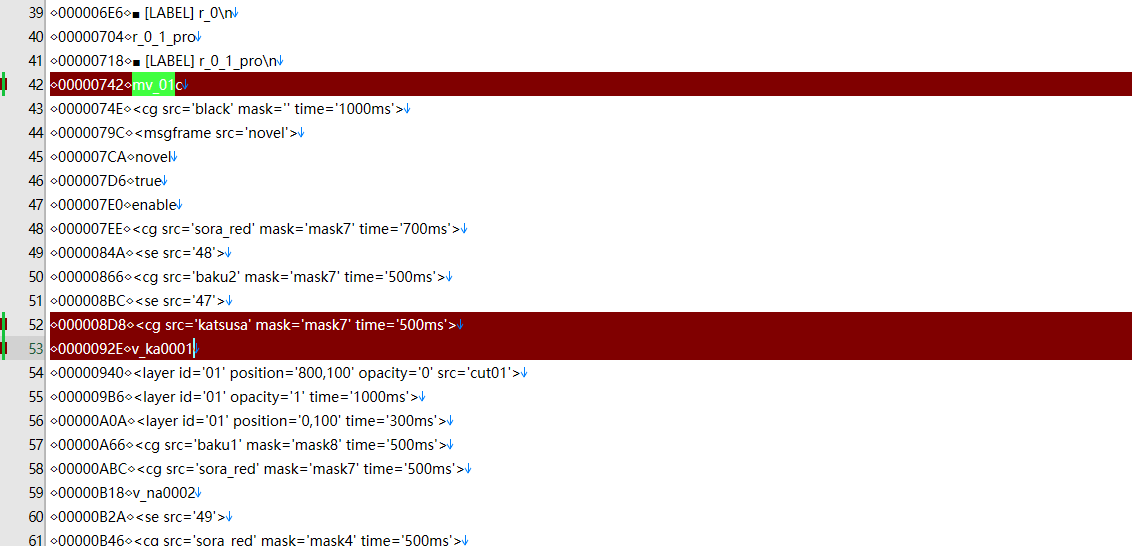 39 ◇000006E6◇■ [LABEL] r_0\n↓
40 ◇00000704◇r_0_1_pro↓
41 ◇00000718◇■ [LABEL] r_0_1_pro\n↓
42 ◇00000742◇mv_01c↓
43 ◇0000074E◇<cg src='black' mask='' time='1000ms'>↓
44 ◇0000079C◇<msgframe src='novel'>↓
45 ◇000007CA◇novel↓
46 ◇000007D6◇true↓
47 ◇000007E0◇enable↓
48 ◇000007EE◇<cg src='sora_red' mask='mask7' time='700ms'>↓
49 ◇0000084A◇<se src='48'>↓
50 ◇00000866◇<cg src='baku2' mask='mask7' time='500ms'>↓
51 ◇000008BC◇<se src='47'>↓
52 ◇000008D8◇<cg src='katsusa' mask='mask7' time='500ms'>↓
53 ◇0000092E◇v_ka0001↓
54 ◇00000940◇<layer id='01' position='800,100' opacity='0' src='cut01'>↓
55 ◇000009B6◇<layer id='01' opacity='1' time='1000ms'>↓
56 ◇00000A0A◇<layer id='01' position='0,100' time='300ms'>↓
57 ◇00000A66◇<cg src='baku1' mask='mask8' time='500ms'>↓
58 ◇00000ABC◇<cg src='sora_red' mask='mask7' time='500ms'>↓
59 ◇00000B18◇v_na0002↓
60 ◇00000B2A◇<se src='49'>↓
61 ◇00000B46◇<cg src='sora_red' mask='mask4' time='500ms'>↓